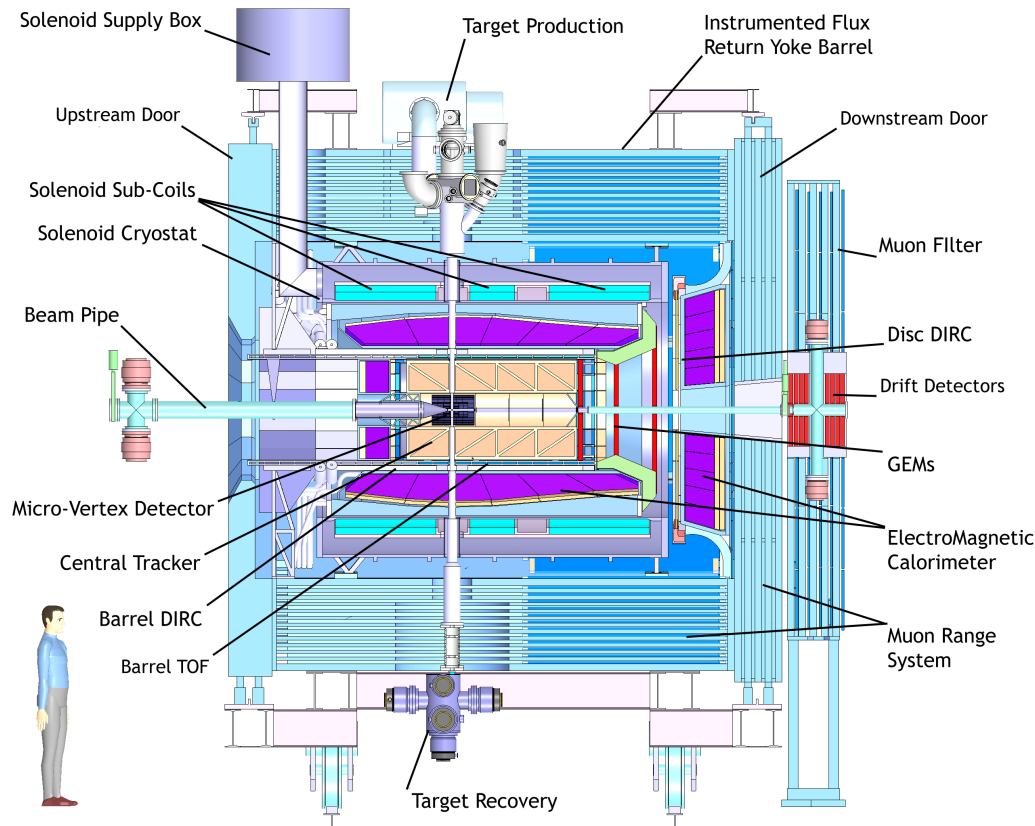 Solenoid Supply Box
Target Production
Instrumented Flux
Return Yoke Barrel
Upstream Door
Downstream Door
Solenoid Sub-Coils
Solenoid Cryostat
Muon FIlter
Beam Pipe
Disc DIRC
Drift Detectors
GEMs
Micro-Vertex Detector
ElectroMagnetic
Calorimeter
Central Tracker
Barrel DIRC
Barrel TOF
Muon Range
System
Target Recovery